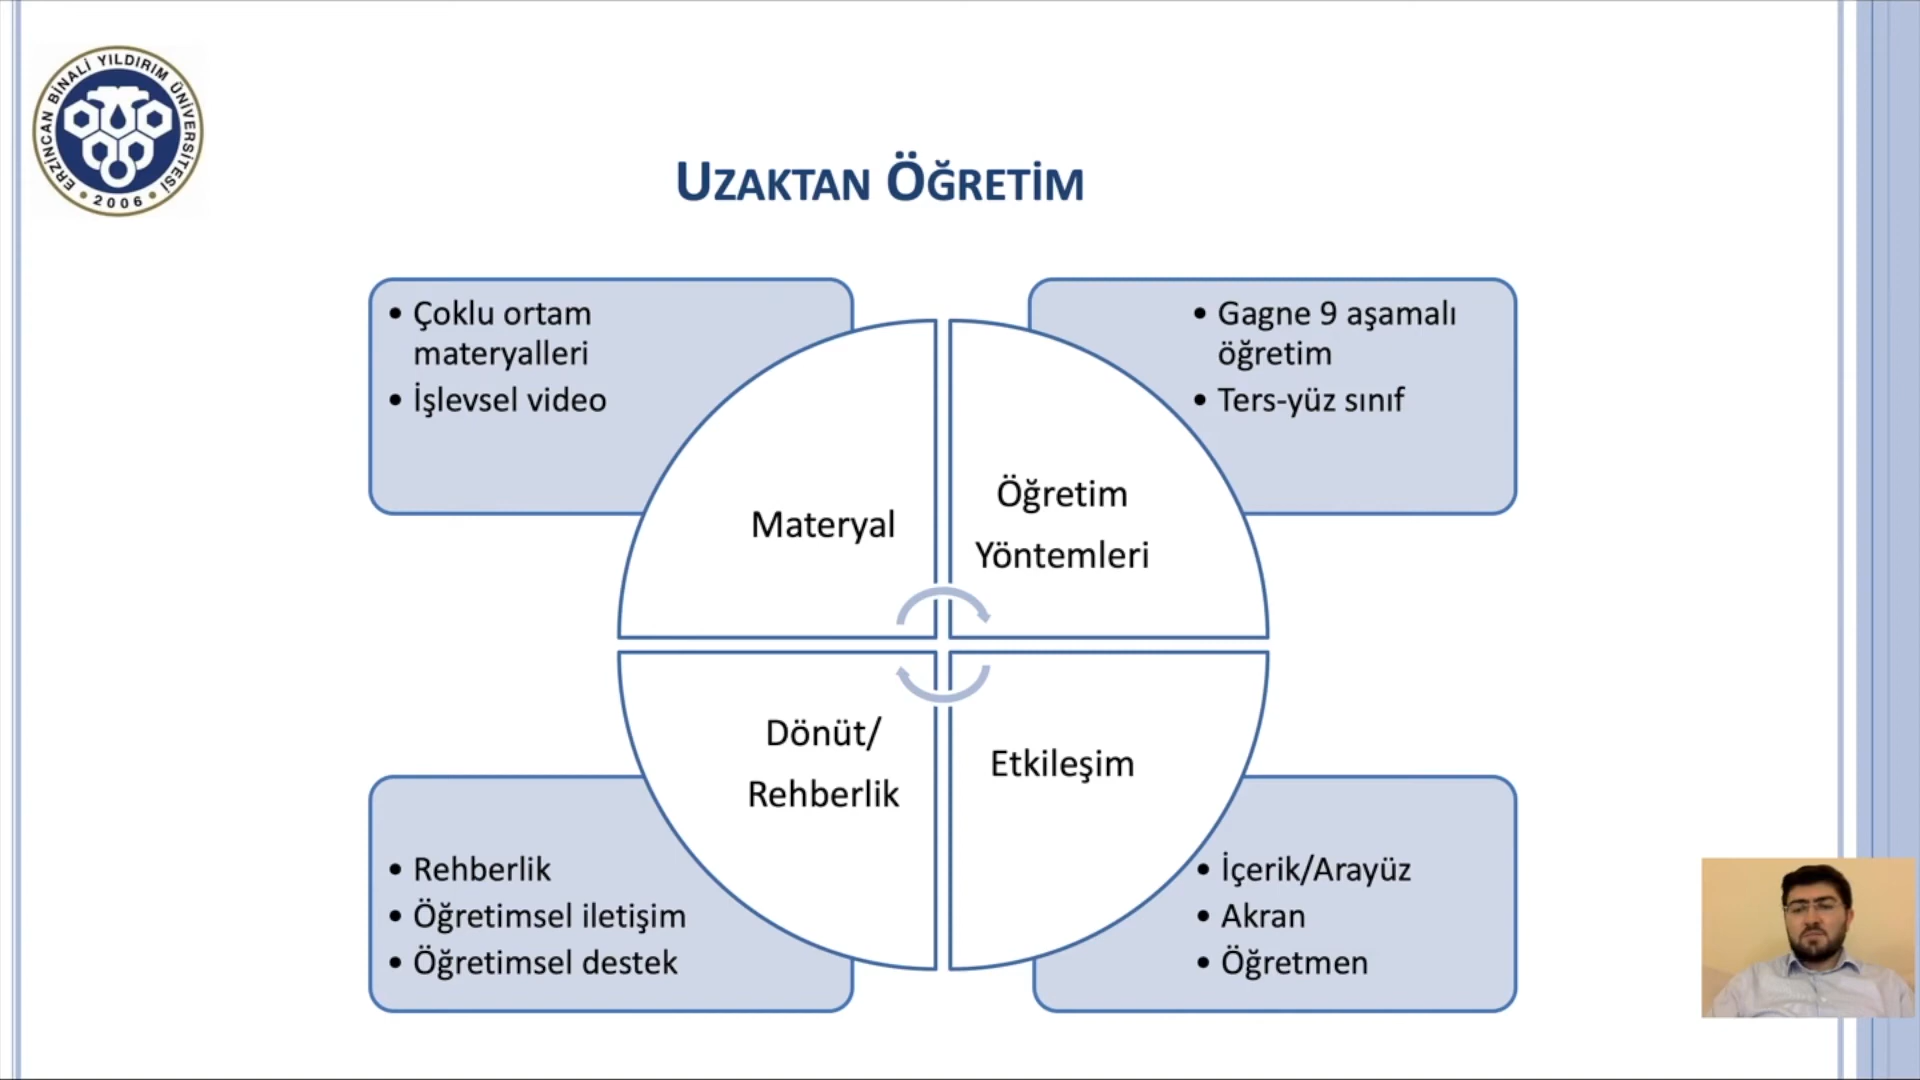 ERZİNCAN BİNALİ YILDIRIM ÜNİVERSİTESİ
• 2006 •
UZAKTAN ÖĞRETİM
• Çoklu ortam
materyalleri
• İşlevsel video
• Gagne 9 aşamalı
öğretim
• Ters-yüz sınıf
Materyal
Öğretim
Yöntemleri
Dönüt/
Rehberlik
Etkileşim
• Rehberlik
• Öğretimsel iletişim
• Öğretimsel destek
• İçerik/Arayüz
• Akran
• Öğretmen